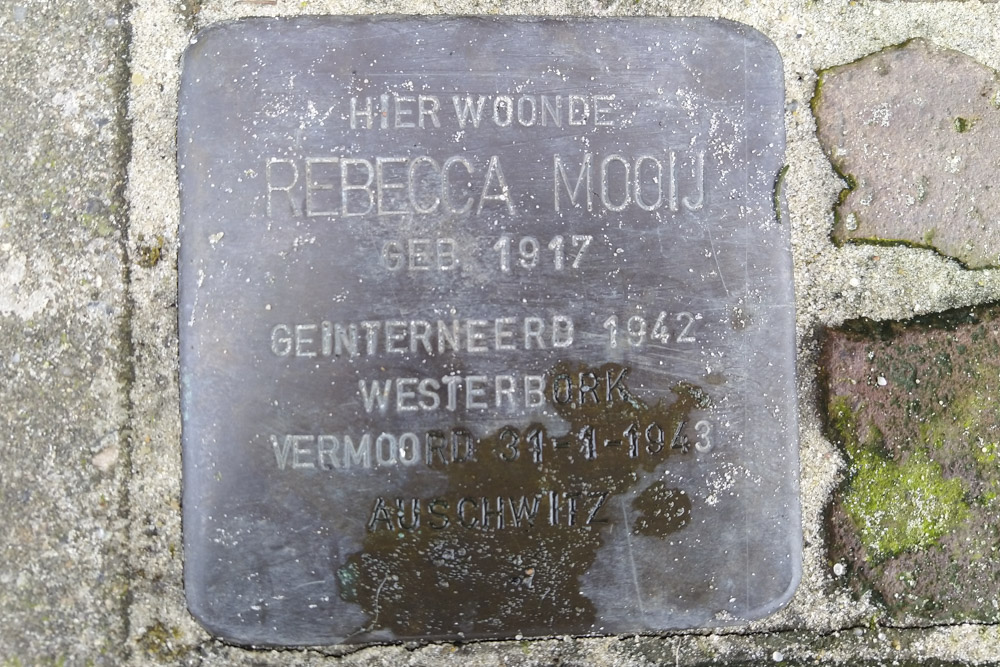 HIER WOONDE
REBECCA MOOIJ
GEB. 1917
GEINTERNEERD 1942
WESTERBORK
VERMOORD 31-1-1943
AUSCHWITZ